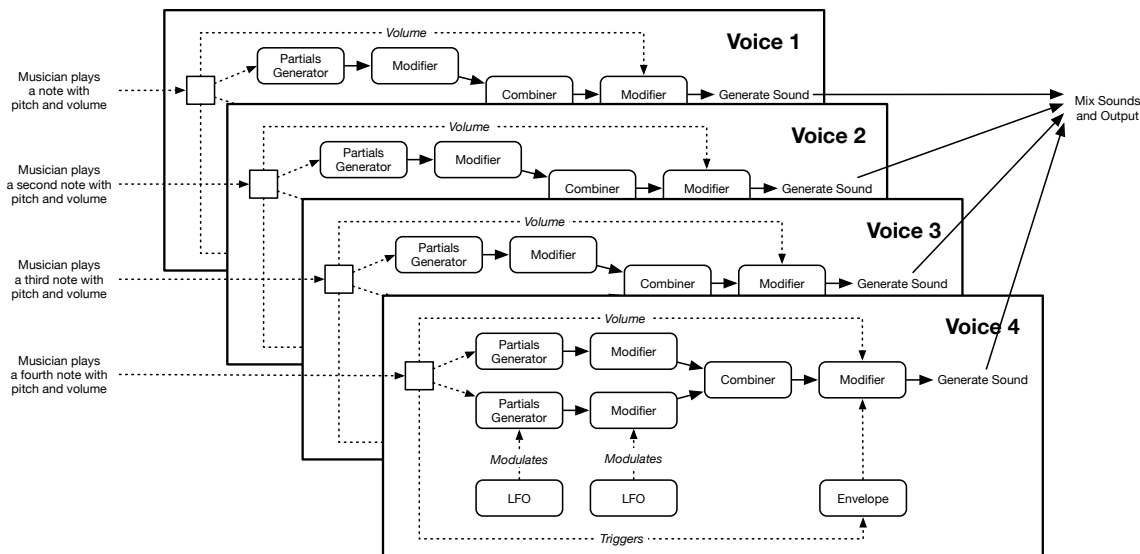 Volume
Voice 1
Partials
Generator
Modifier
Musician plays
a note with
pitch and volume
Combiner
Modifier
Generate Sound
Mix Sounds
and Output
Volume
Voice 2
Partials
Generator
Modifier
Musician plays
a second note with
pitch and volume
Combiner
Modifier
Generate Sound
Volume
Voice 3
Partials
Generator
Modifier
Musician plays
a third note with
pitch and volume
Combiner
Modifier
Generate Sound
Volume
Voice 4
Partials
Generator
Modifier
Musician plays
a fourth note with
pitch and volume
Combiner
Modifier
Generate Sound
Partials
Generator
Modifier
Modulates
Modulates
LFO
LFO
Envelope
Triggers